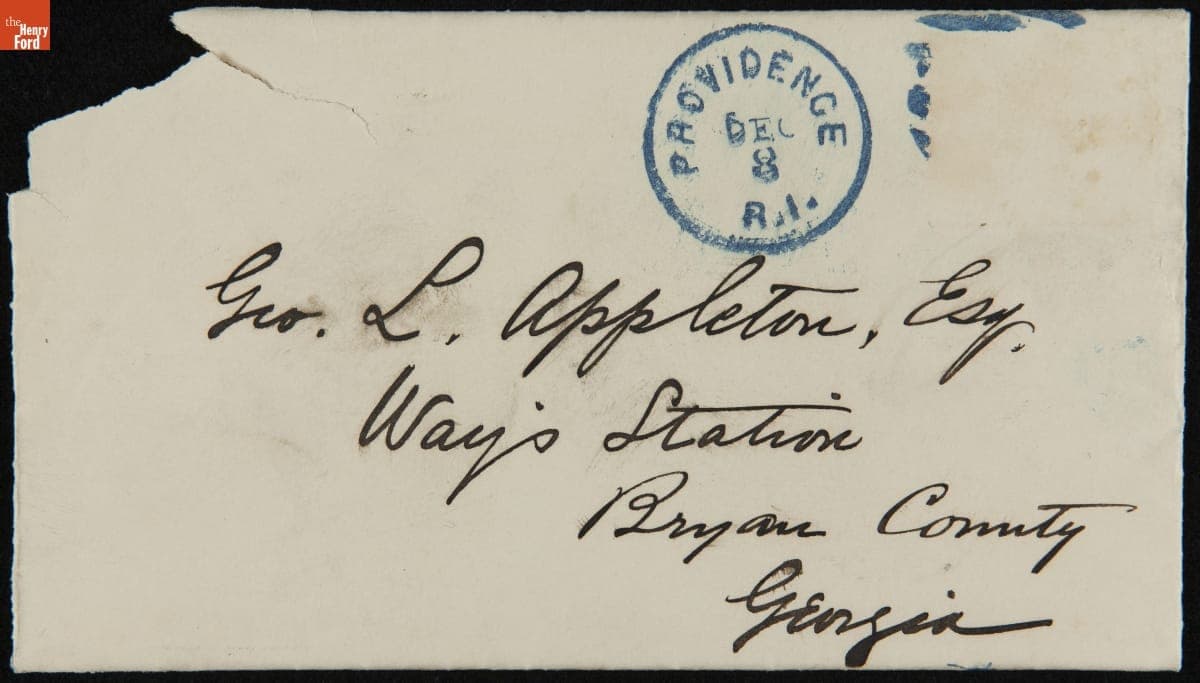 the
Henry
Ford
PROVIDENCE
DEC
8
R.I.
Geo. L. Appleton, Esq.
Way's Station
Bryan County
Georgia